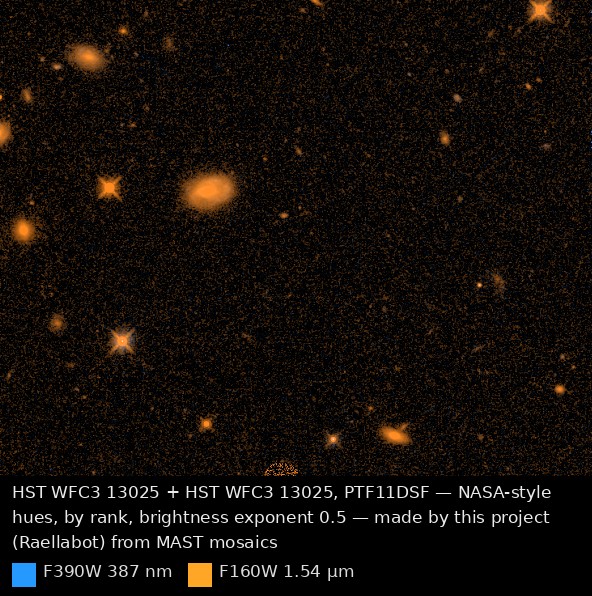 HST WFC3 13025 + HST WFC3 13025, PTF11DSF — NASA-style
hues, by rank, brightness exponent 0.5 — made by this project
(Raellabot) from MAST mosaics
F390W 387 nm F160W 1.54 μm